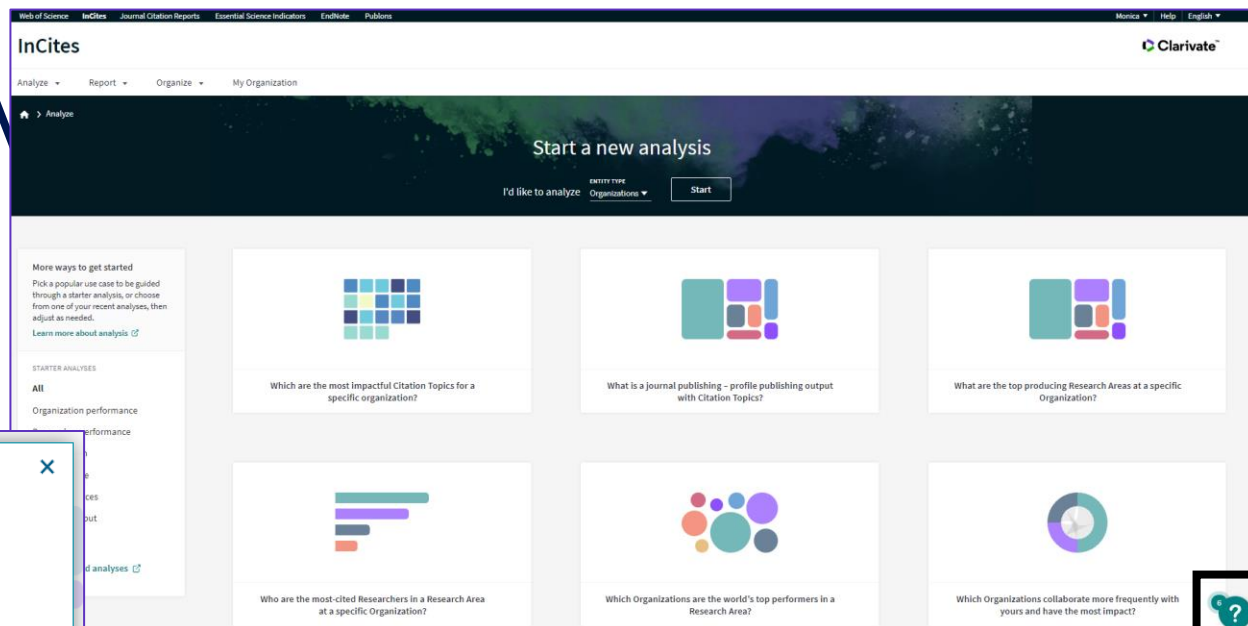 Web of Science InCites Journal Citation Reports Essential Science Indicators EndNote Publons Monica Help English
InCites
Clarivate™
Analyze Report Organize My Organization
> Analyze
Start a new analysis
ENTITY TYPE
I'd like to analyze Organizations Start
More ways to get started
Pick a popular use case to be guided
through a starter analysis, or choose
from one of your recent analyses, then
adjust as needed.
Learn more about analysis
STARTER ANALYSES
All
Organization performance
performance
d analyses
Which are the most impactful Citation Topics for a
specific organization?
What is a journal publishing – profile publishing output
with Citation Topics?
What are the top producing Research Areas at a specific
Organization?
Who are the most-cited Researchers in a Research Area
at a specific Organization?
Which Organizations are the world's top performers in a
Research Area?
Which Organizations collaborate more frequently with
yours and have the most impact?
6
?